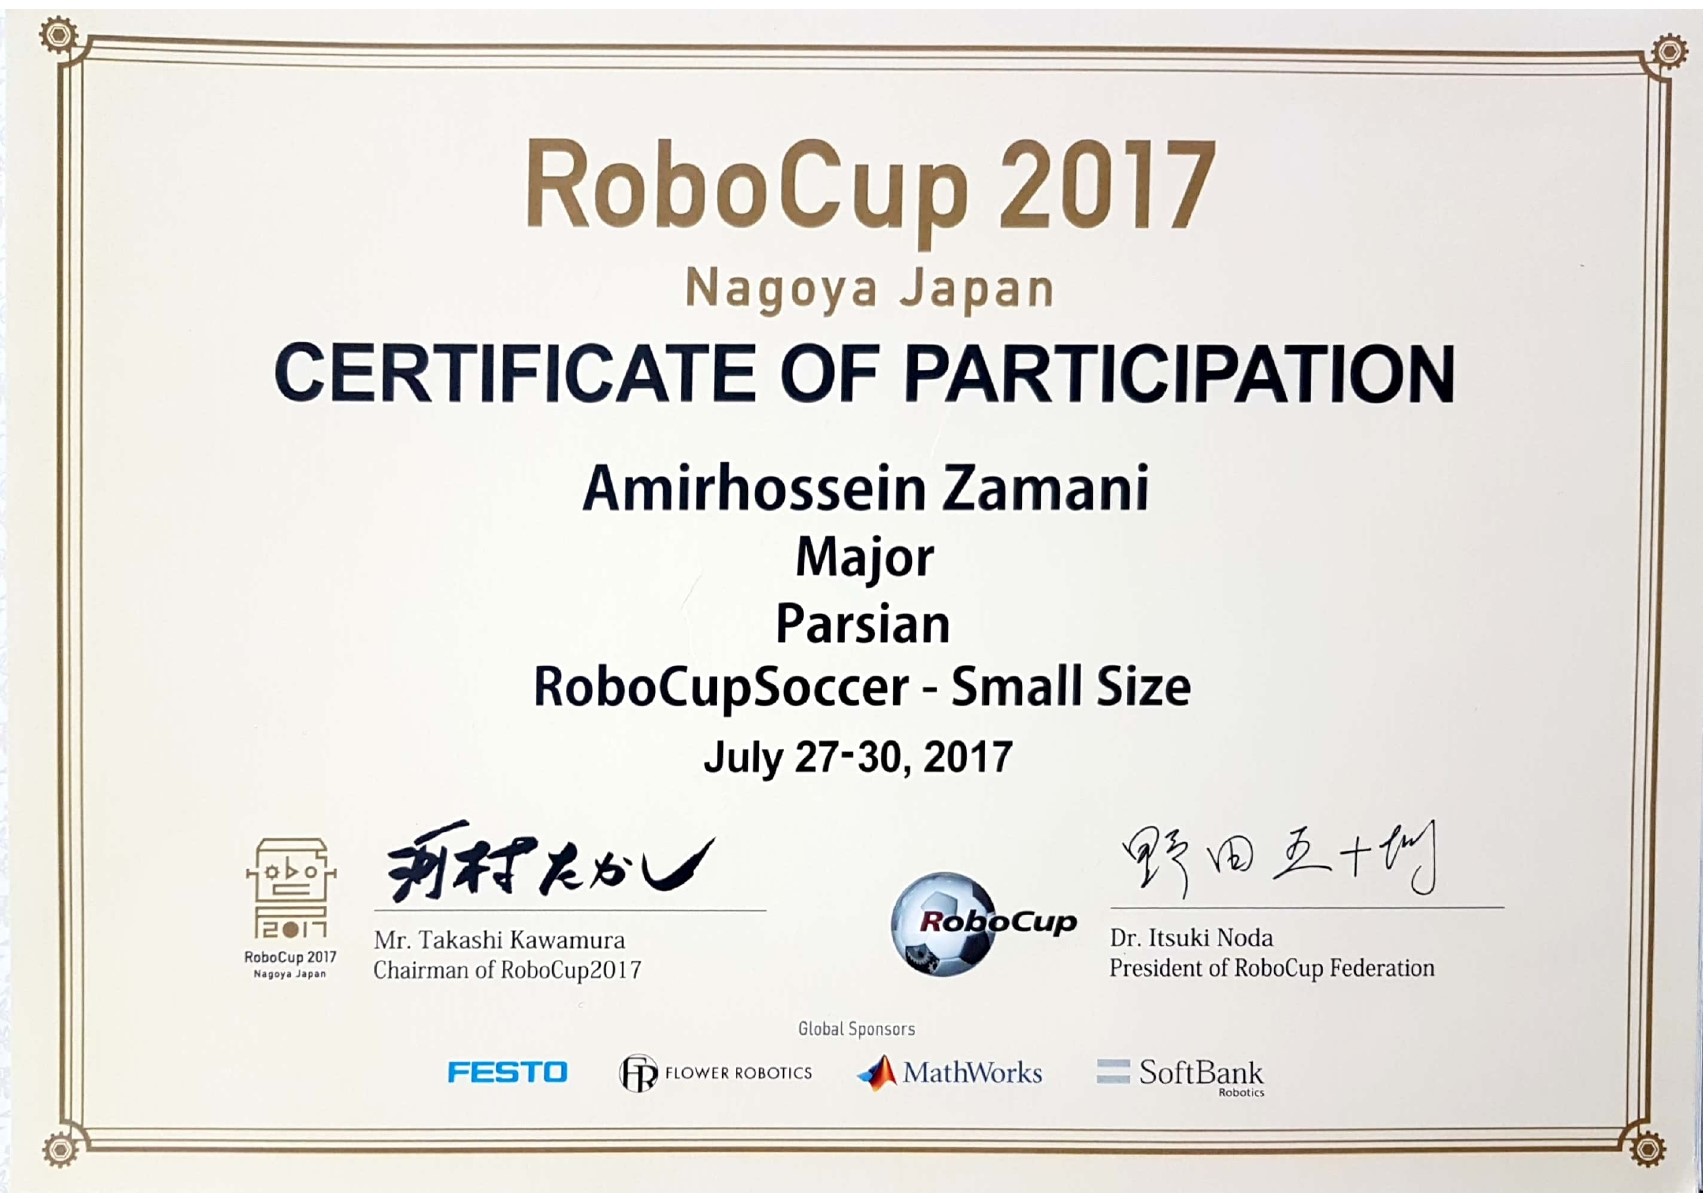 RoboCup 2017
Nagoya Japan
CERTIFICATE OF PARTICIPATION
Amirhossein Zamani
Major
Parsian
RoboCupSoccer - Small Size
July 27-30, 2017
河村たかし
野田五十樹
robo
2017
RoboCup 2017
Nagoya Japan
Mr. Takashi Kawamura
Chairman of RoboCup2017
RoboCup
Dr. Itsuki Noda
President of RoboCup Federation
Global Sponsors
FESTO
FR FLOWER ROBOTICS
MathWorks
SoftBank
Robotics